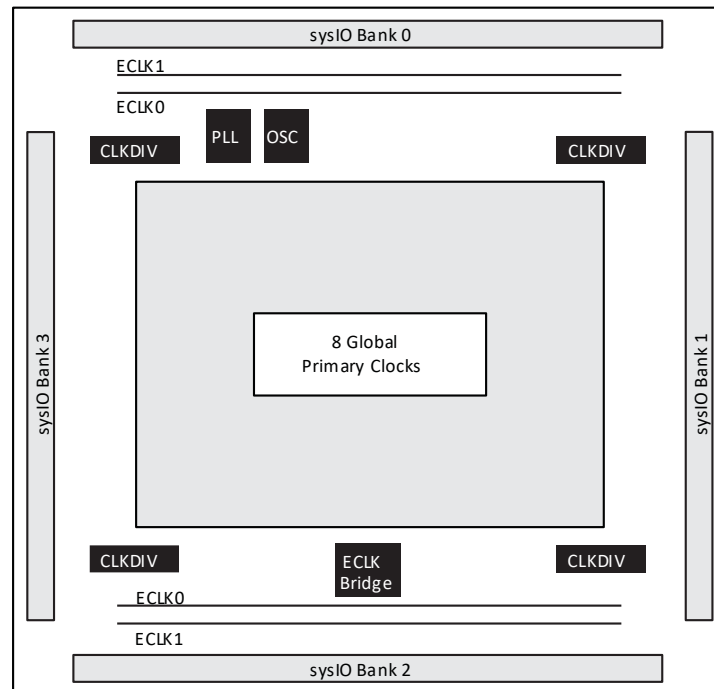 sysIO Bank 0
ECLK1
ECLK0
PLL
OSC
CLKDIV
CLKDIV
sysIO Bank 3
8 Global
Primary Clocks
sysIO Bank 1
CLKDIV
ECLK
Bridge
CLKDIV
ECLK0
ECLK1
sysIO Bank 2